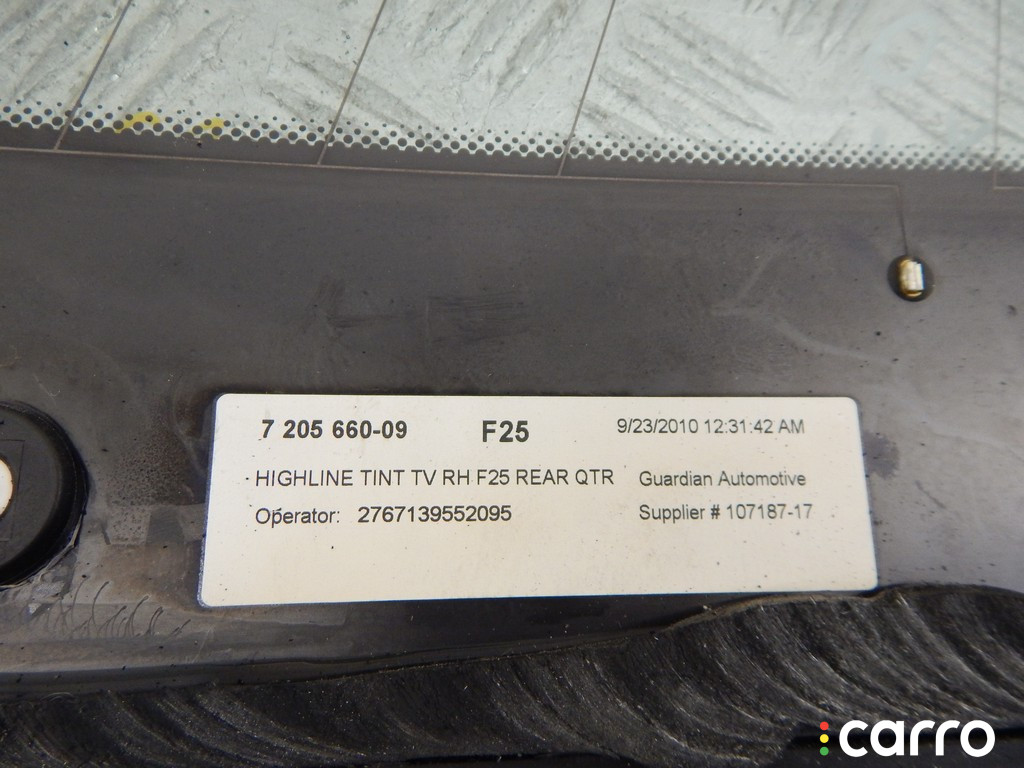 7 205 660-09 F25 9/23/2010 12:31:42 AM
HIGHLINE TINT TV RH F25 REAR QTR Guardian Automotive
Operator: 2767139552095 Supplier # 107187-17
carro